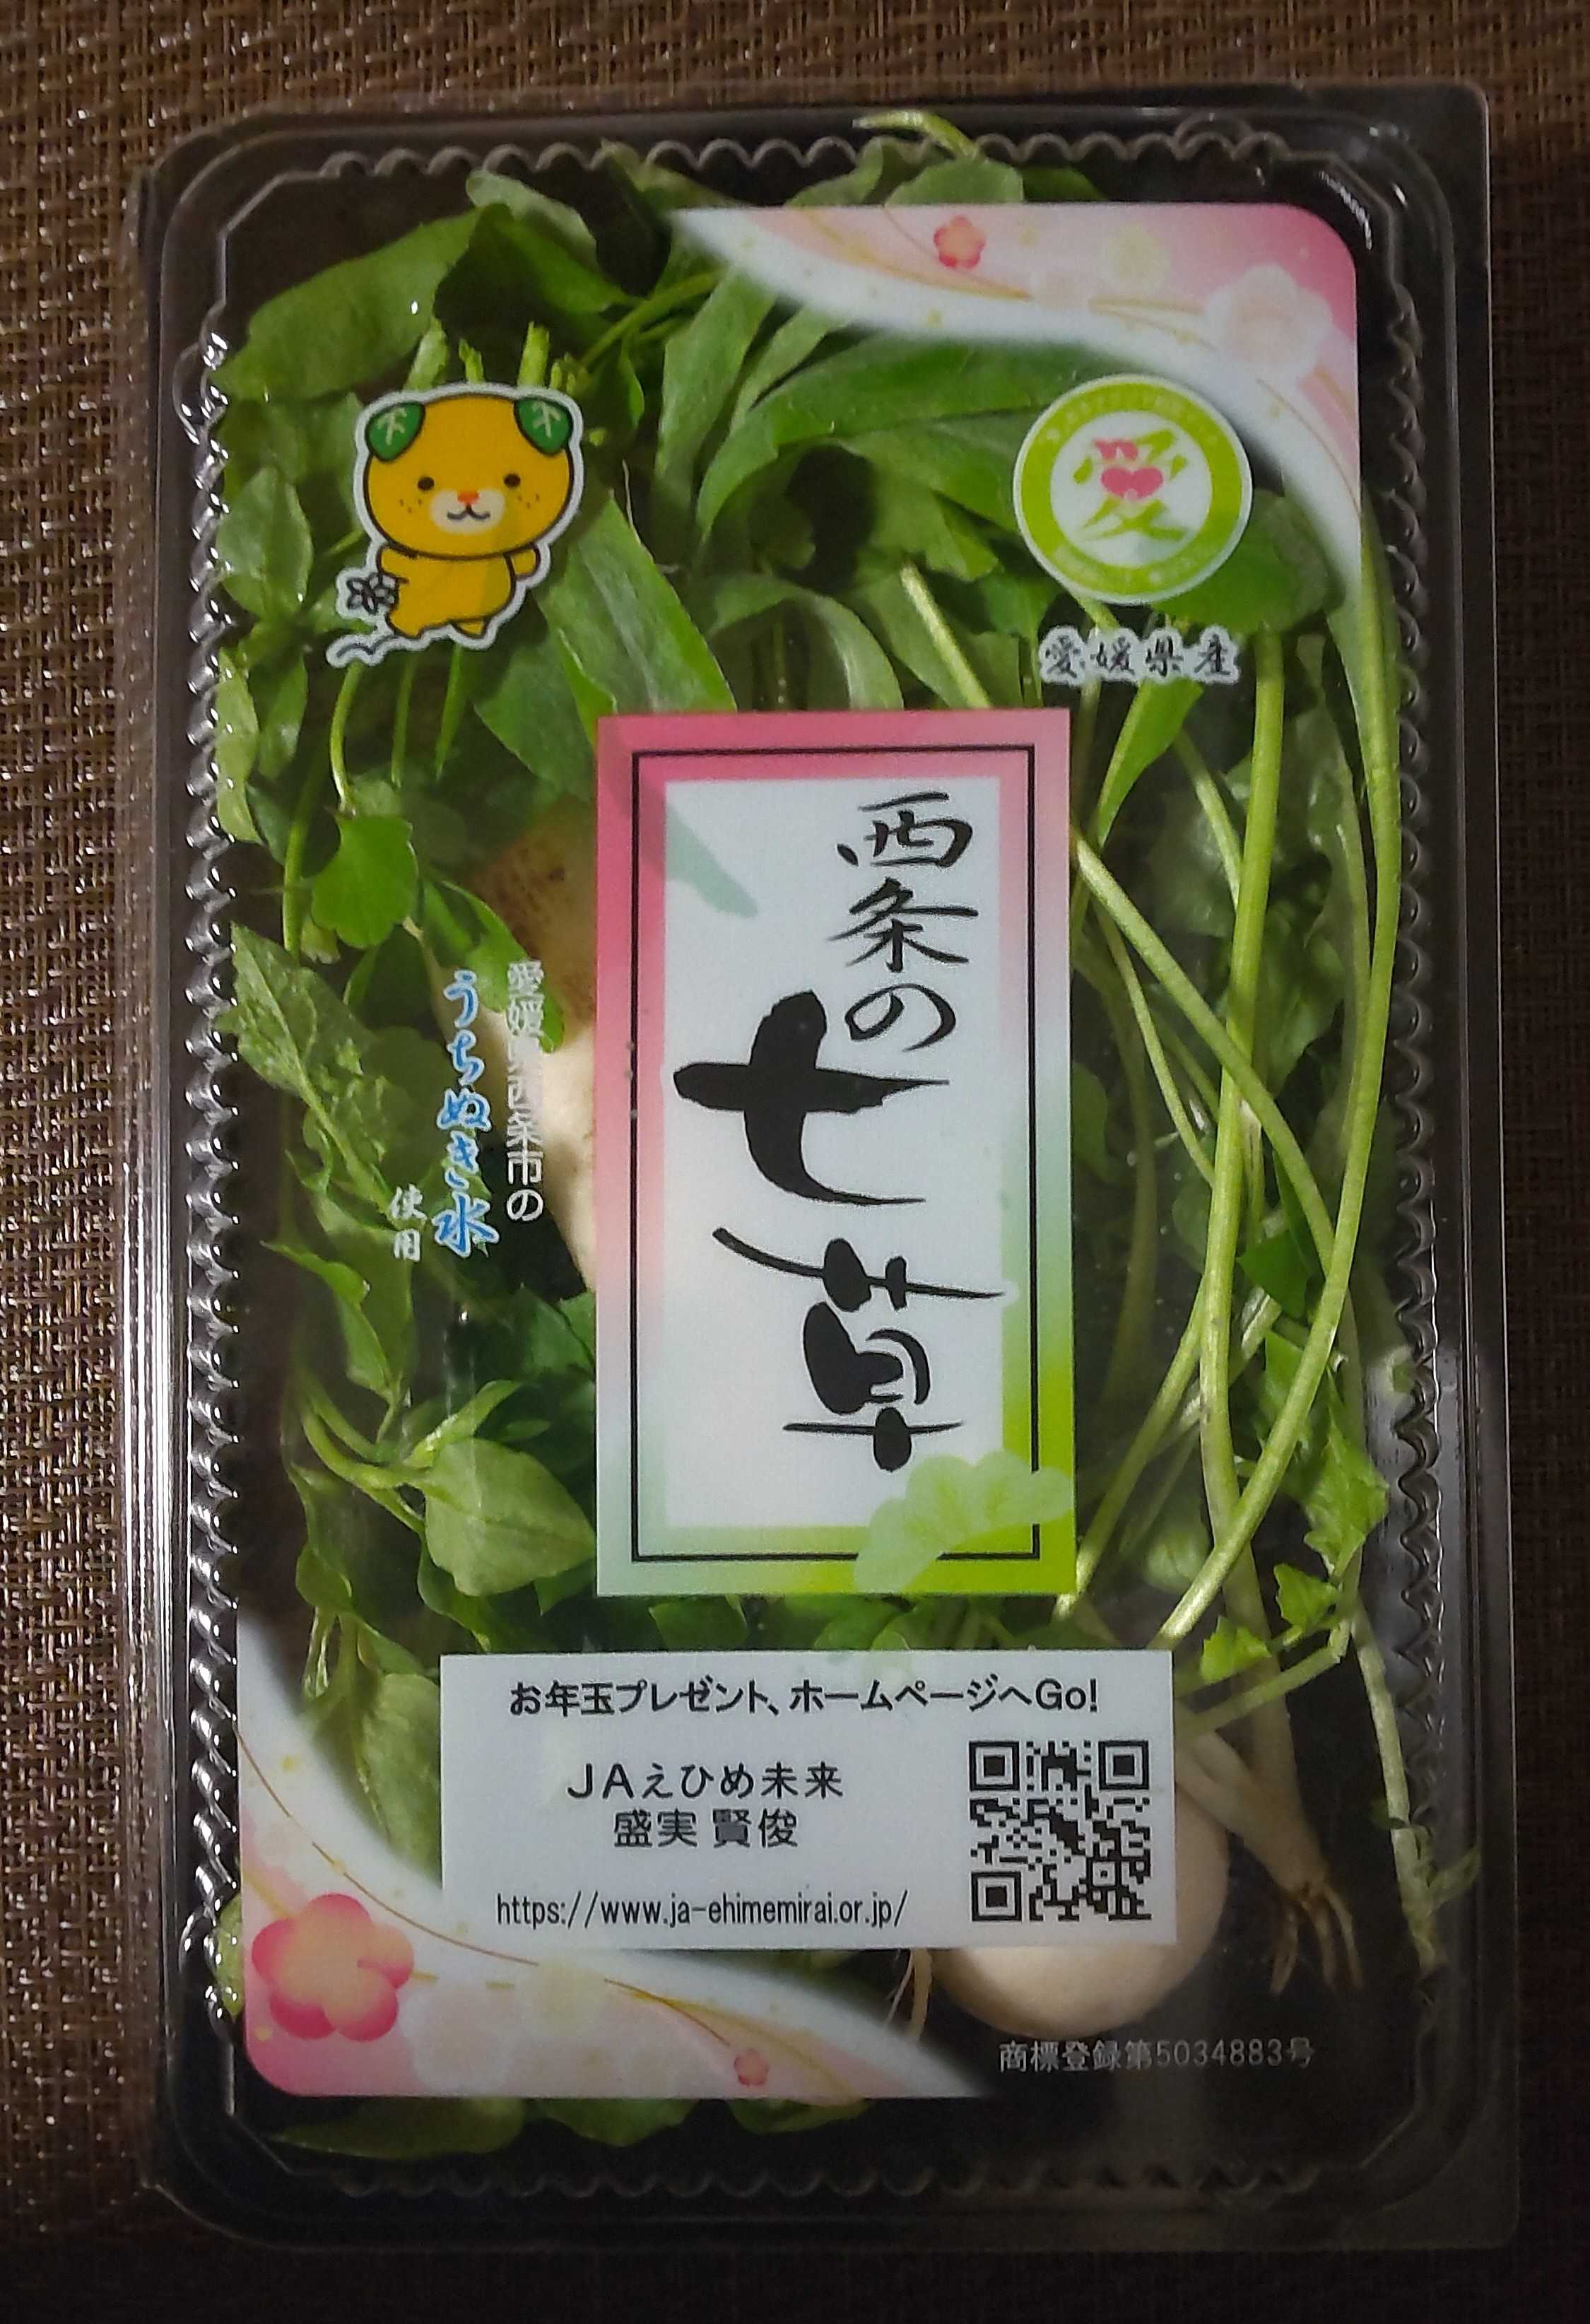 愛
愛媛県産
西条の
七草
愛媛県西条市の
うちぬき水
使用
お年玉プレゼント、ホームページへGo!
JAえひめ未来
盛実 賢俊
https://www.ja-ehimemirai.or.jp/
商標登録第5034883号